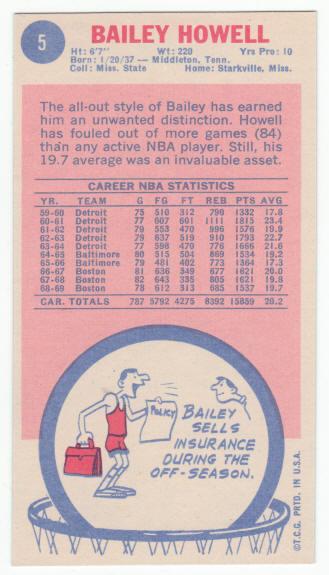 5
BAILEY HOWELL
Ht: 6'7" Wt: 220 Yrs Pro: 10
Born: 1/20/37 — Middleton, Tenn.
Coll: Miss. State Home: Starkville, Miss.
The all-out style of Bailey has earned
him an unwanted distinction. Howell
has fouled out of more games (84)
than any active NBA player. Still, his
19.7 average was an invaluable asset.
CAREER NBA STATISTICS
YR. TEAM G FG FT REB PTS AVG
59-60 Detroit 75 510 312 790 1332 17.8
60-61 Detroit 77 607 601 1111 1815 23.4
61-62 Detroit 79 553 470 996 1576 19.9
62-63 Detroit 79 637 519 910 1793 22.7
63-64 Detroit 77 598 470 776 1666 21.6
64-65 Baltimore 80 515 504 869 1534 19.2
65-66 Baltimore 79 481 402 773 1364 17.3
66-67 Boston 81 636 349 677 1621 20.0
67-68 Boston 82 643 335 805 1621 19.8
68-69 Boston 78 612 313 685 1537 19.7
CAR. TOTALS 787 5792 4275 8392 15859 20.2
POLICY
BAILEY
SELLS
INSURANCE
DURING THE
OFF-SEASON.
©T.C.G. PRTD. IN U.S.A.